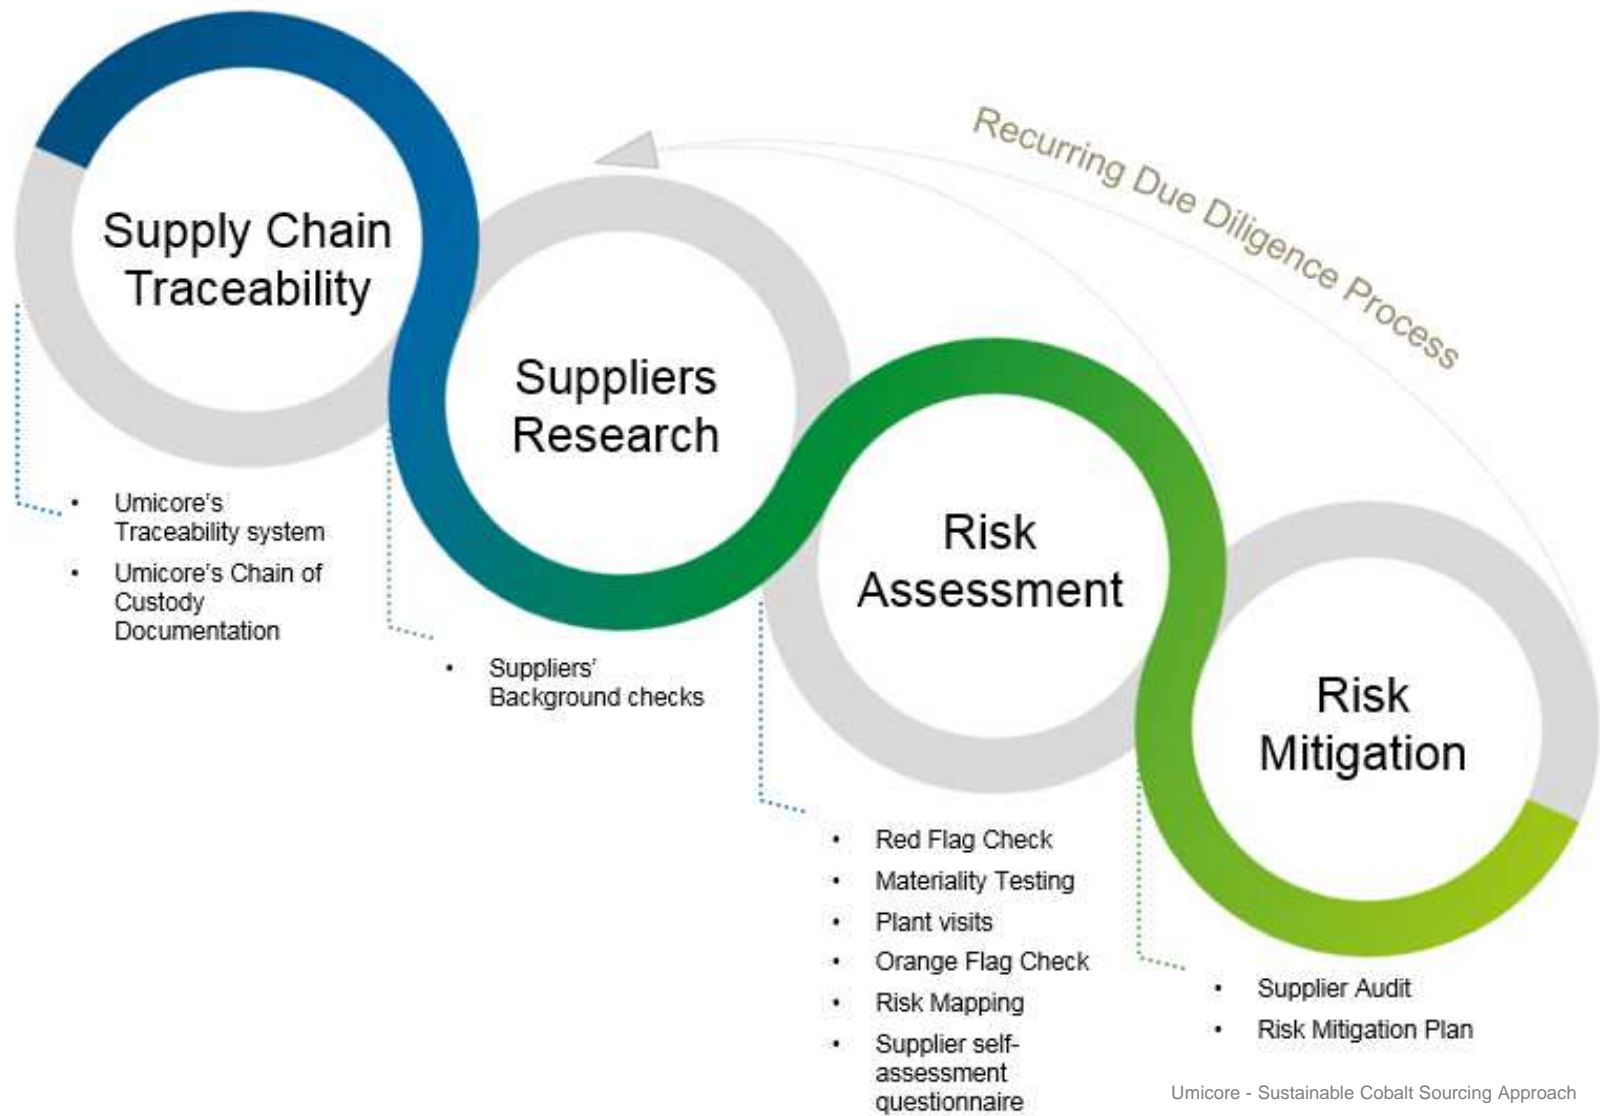 Recurring Due Diligence Process
Supply Chain
Traceability
Suppliers
Research
Risk
Assessment
Risk
Mitigation
• Umicore's
Traceability system
• Umicore's Chain of
Custody
Documentation
• Suppliers'
Background checks
• Red Flag Check
• Materiality Testing
• Plant visits
• Orange Flag Check
• Risk Mapping
• Supplier self-
assessment
questionnaire
• Supplier Audit
• Risk Mitigation Plan
Umicore - Sustainable Cobalt Sourcing Approach